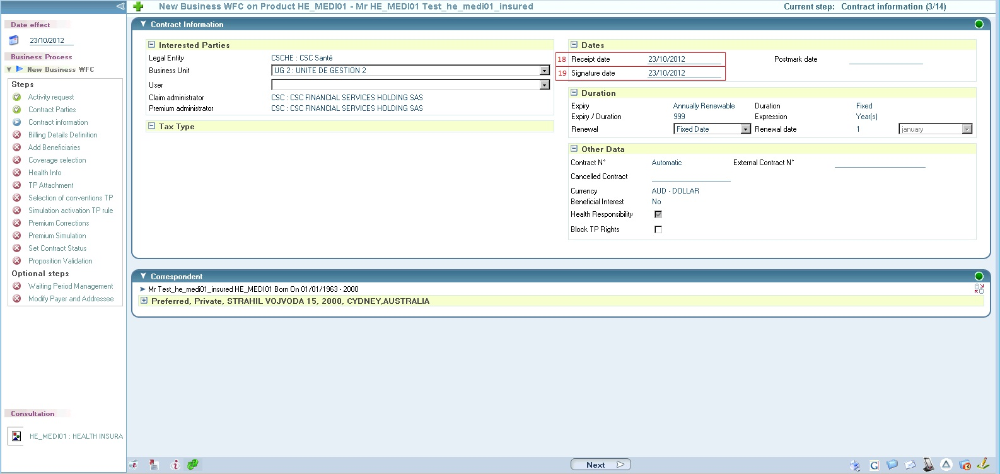 New Business WFC on Product HE_MEDI01 - Mr HE_MEDI01 Test_he_medi01_insured
Current step: Contract information (3/14)
Date effect
23/10/2012
Business Process
New Business WFC
Steps
Activity request
Contract Parties
Contract information
Billing Details Definition
Add Beneficiaries
Coverage selection
Health Info
TP Attachment
Selection of conventions TP
Simulation activation TP rule
Premium Corrections
Premium Simulation
Set Contract Status
Proposition Validation
Optional steps
Waiting Period Management
Modify Payer and Addressee
Consultation
HE_MEDI01 : HEALTH INSURA
Contract Information
Interested Parties
Legal Entity CSCHE : CSC Santé
Business Unit UG 2 : UNITE DE GESTION 2
User
Claim administrator CSC : CSC FINANCIAL SERVICES HOLDING SAS
Premium administrator CSC : CSC FINANCIAL SERVICES HOLDING SAS
Tax Type
Dates
18 Receipt date 23/10/2012 Postmark date
19 Signature date 23/10/2012
Duration
Expiry Annually Renewable Duration Fixed
Expiry / Duration 999 Expression Year(s)
Renewal Fixed Date Renewal date 1 january
Other Data
Contract N° Automatic External Contract N°
Cancelled Contract
Currency AUD - DOLLAR
Beneficial Interest No
Health Responsibility
Block TP Rights
Correspondent
Mr Test_he_medi01_insured HE_MEDI01 Born On 01/01/1963 - 2000
Preferred, Private, STRAHIL VOJVODA 15, 2000, CYDNEY,AUSTRALIA
Next
G